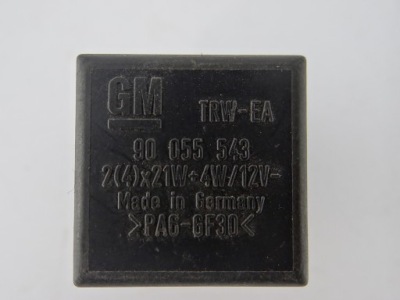 GM TRW-EA
90 055 543
2(4)x21W+4W/12V-
Made in Germany
>PAG-GF30<